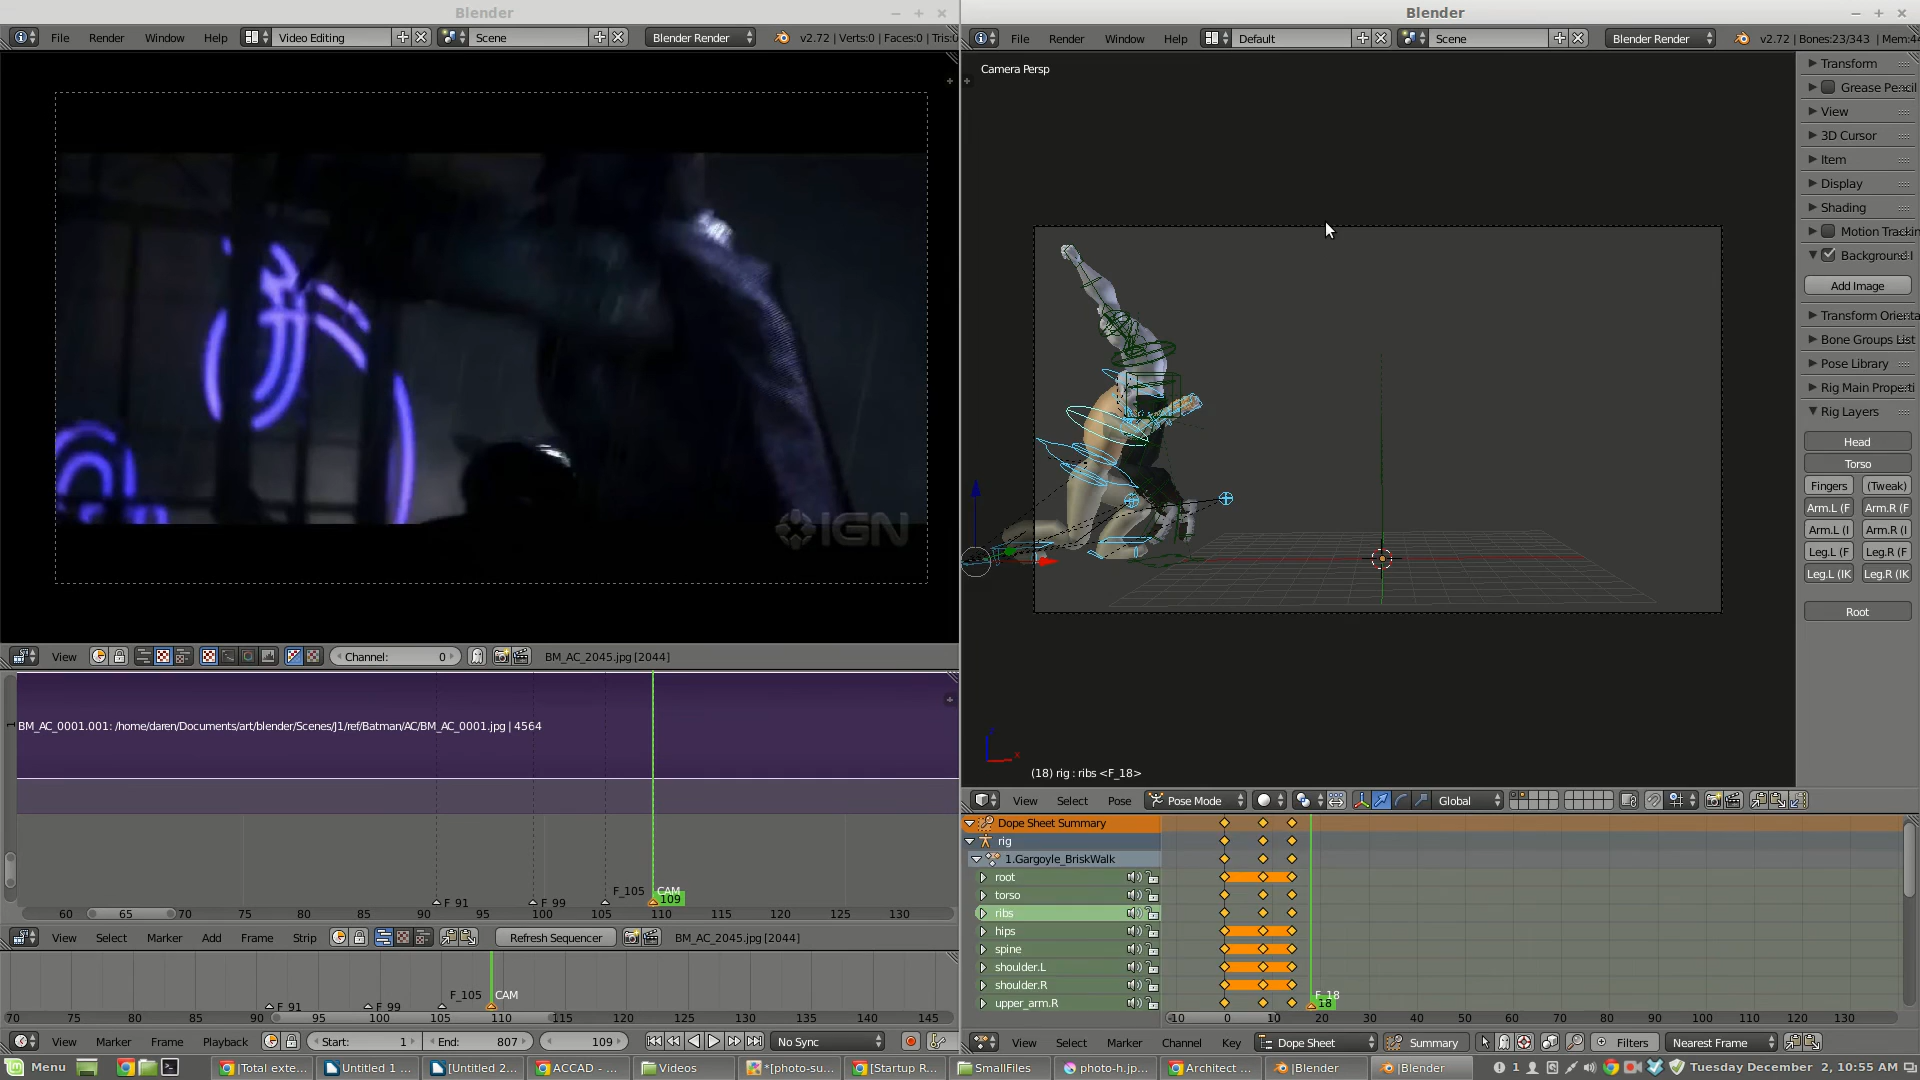 Blender
File Render Window Help Video Editing Scene Blender Render v2.72 | Verts:0 | Faces:0 | Tris:0
IGN
View Channel: 0 BM_AC_2045.jpg [2044]
1
BM_AC_0001.001: /home/daren/Documents/art/blender/Scenes/J1/ref/Batman/AC/BM_AC_0001.jpg | 4564
F_91 F_99 F_105 CAM
109
60 65 70 75 80 85 90 95 100 105 110 115 120 125 130
View Select Marker Add Frame Strip Refresh Sequencer BM_AC_2045.jpg [2044]
F_91 F_99 F_105 CAM
70 75 80 85 90 95 100 105 110 115 120 125 130 135 140 145
View Marker Frame Playback Start: 1 End: 807 109 No Sync
Blender
File Render Window Help Default Scene Blender Render v2.72 | Bones:23/343 | Mem:44
Camera Persp
Transform
Grease Pencil
View
3D Cursor
Item
Display
Shading
Motion Trackin
Background I
Add Image
Transform Orienta
Bone Groups List
Pose Library
Rig Main Properti
Rig Layers
Head
Torso
Fingers (Tweak)
Arm.L (F Arm.R (F
Arm.L (I Arm.R (I
Leg.L (F Leg.R (F
Leg.L (IK Leg.R (IK
Root
x
(18) rig : ribs <F_18>
View Select Pose Pose Mode Global
Dope Sheet Summary
rig
1.Gargoyle_BriskWalk
root
torso
ribs
hips
spine
shoulder.L
shoulder.R
upper_arm.R
F_18
18
-10 0 10 20 30 40 50 60 70 80 90 100 110 120 130
View Select Marker Channel Key Dope Sheet Summary Filters Nearest Frame
Menu |Total exte... Untitled 1 ... [Untitled 2... ACCAD - ... Videos *[photo-su... [Startup R... SmallFiles photo-h.jp... Architect ... |Blender |Blender 1 Tuesday December 2, 10:55 AM